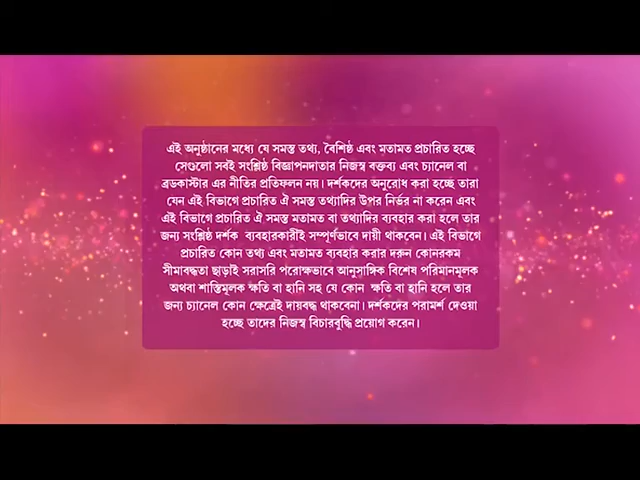 এই অনুষ্ঠানের মধ্যে যে সমস্ত তথ্য, বৈশিষ্ঠ এবং মতামত প্রচারিত হচ্ছে
সেগুলো সবই সংশ্লিষ্ঠ বিজ্ঞাপনদাতার নিজস্ব বক্তব্য এবং চ্যানেল বা
ব্রডকাস্টার এর নীতির প্রতিফলন নয়। দর্শকদের অনুরোধ করা হচ্ছে তারা
যেন এই বিভাগে প্রচারিত ঐ সমস্ত তথ্যাদির উপর নির্ভর না করেন এবং
এই বিভাগে প্রচারিত ঐ সমস্ত মতামত বা তথ্যাদির ব্যবহার করা হলে তার
জন্য সংশ্লিষ্ঠ দর্শক ব্যবহারকারীই সম্পূর্ণভাবে দায়ী থাকবেন। এই বিভাগে
প্রচারিত কোন তথ্য এবং মতামত ব্যবহার করার দরুন কোনরকম
সীমাবদ্ধতা ছাড়াই সরাসরি পরোক্ষভাবে আনুসাঙ্গিক বিশেষ পরিমানমূলক
অথবা শাস্তিমূলক ক্ষতি বা হানি সহ যে কোন ক্ষতি বা হানি হলে তার
জন্য চ্যানেল কোন ক্ষেত্রেই দায়বদ্ধ থাকবেনা। দর্শকদের পরামর্শ দেওয়া
হচ্ছে তাদের নিজস্ব বিচারবুদ্ধি প্রয়োগ করেন।